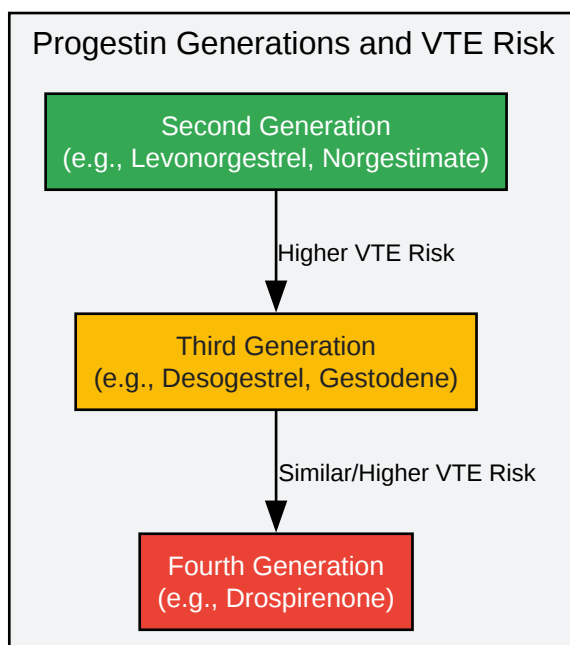 Progestin Generations and VTE Risk
Second Generation
(e.g., Levonorgestrel, Norgestimate)
Higher VTE Risk
Third Generation
(e.g., Desogestrel, Gestodene)
Similar/Higher VTE Risk
Fourth Generation
(e.g., Drospirenone)